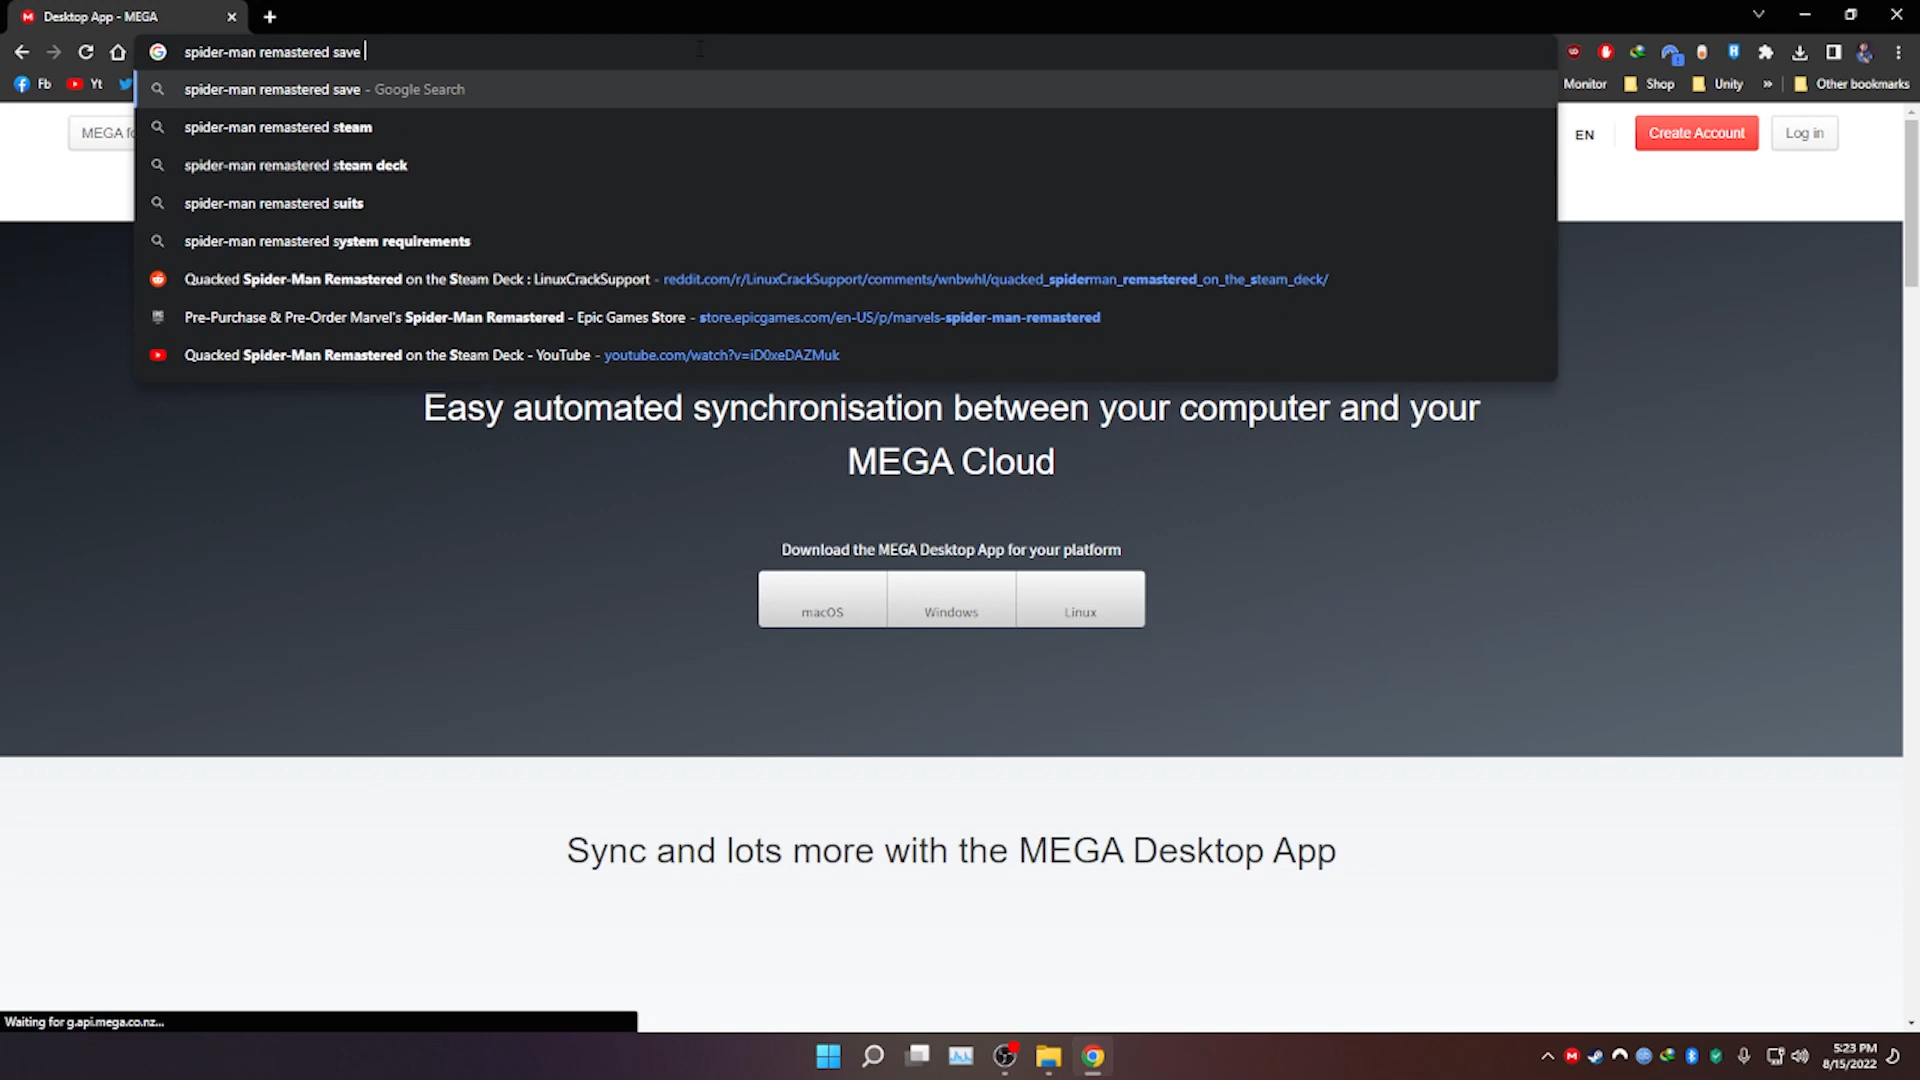 Desktop App - MEGA
spider-man remastered save
Fb Yt
Monitor Shop Unity » Other bookmarks
spider-man remastered save - Google Search
spider-man remastered steam
spider-man remastered steam deck
spider-man remastered suits
spider-man remastered system requirements
Quacked Spider-Man Remastered on the Steam Deck : LinuxCrackSupport - reddit.com/r/LinuxCrackSupport/comments/wnbwhl/quacked_spiderman_remastered_on_the_steam_deck/
Pre-Purchase & Pre-Order Marvel's Spider-Man Remastered - Epic Games Store - store.epicgames.com/en-US/p/marvels-spider-man-remastered
Quacked Spider-Man Remastered on the Steam Deck - YouTube - youtube.com/watch?v=iD0xeDAZMuk
MEGA fo
EN Create Account Log in
Easy automated synchronisation between your computer and your
MEGA Cloud
Download the MEGA Desktop App for your platform
macOS Windows Linux
Sync and lots more with the MEGA Desktop App
Waiting for g.api.mega.co.nz...
5:23 PM
8/15/2022